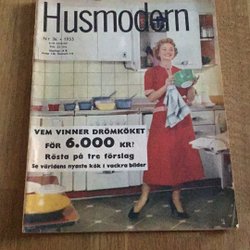 Husmodern
Nr 36 • 1955
VEM VINNER DRÖMKÖKET
FÖR 6.000 KR?
Rösta på tre förslag
Se världens nyaste kök i vackra bilder